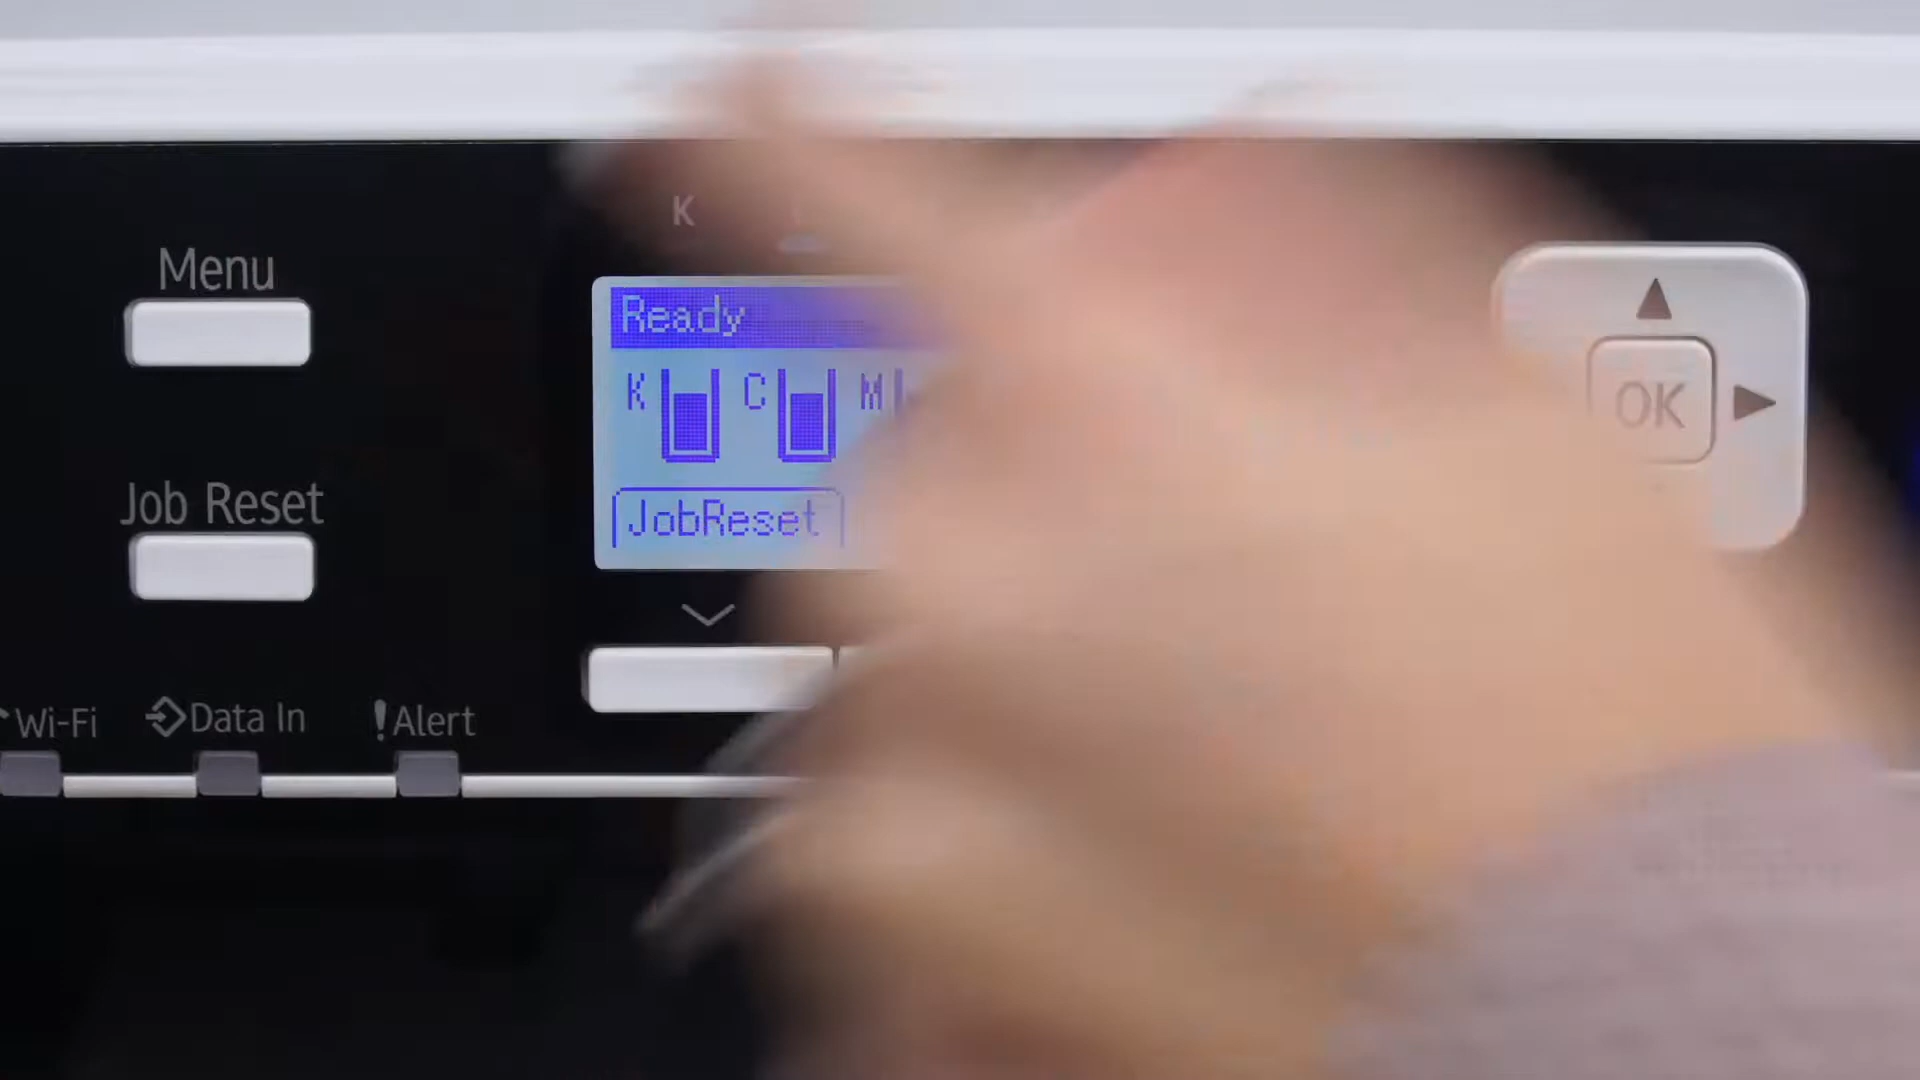 K
Menu
Ready
K C M
OK
Job Reset
JobReset
Wi-Fi Data In !Alert